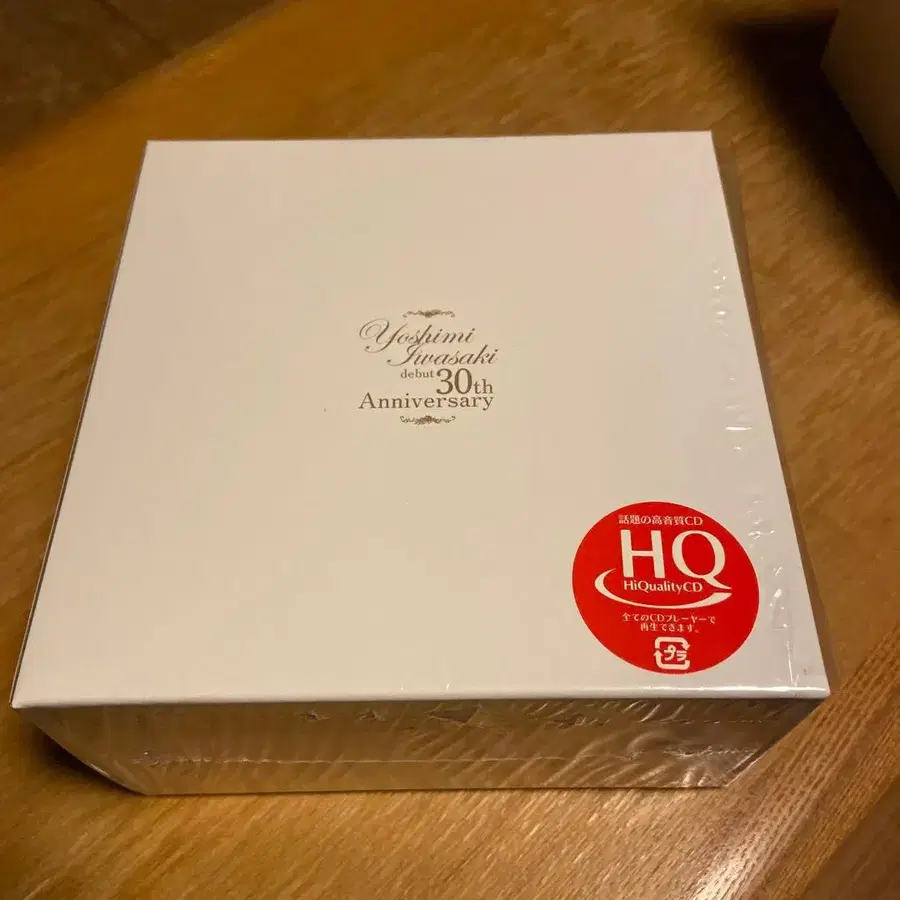 Yoshimi
Iwasaki
debut 30th
Anniversary
話題の高音質CD
HQ
HiQualityCD
全てのCDプレーヤーで
再生できます。
プラ